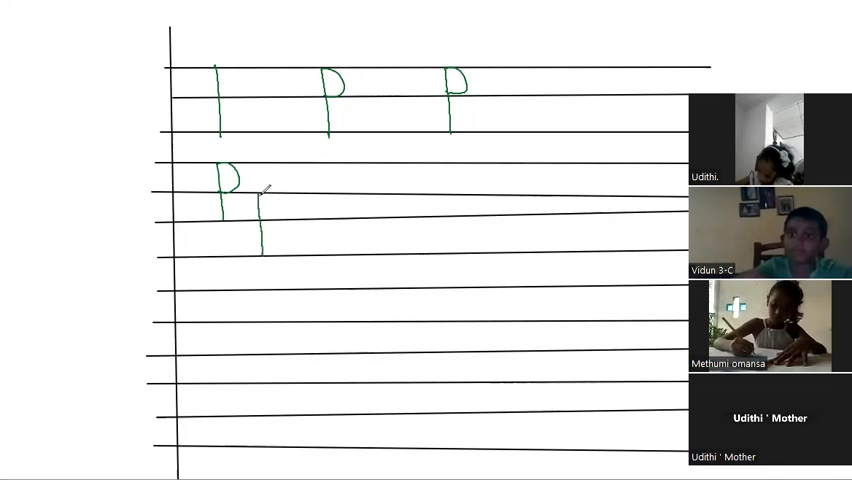 l P P
P l
Udithi.
Vidun 3-C
Methumi omansa
Udithi ' Mother
Udithi ' Mother